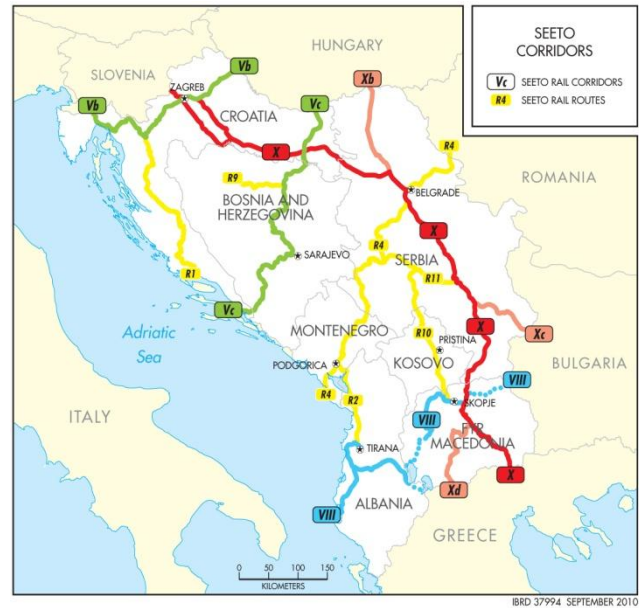 SEETO
CORRIDORS
Vc SEETO RAIL CORRIDORS
R4 SEETO RAIL ROUTES
HUNGARY
SLOVENIA
Vb
Xb
ZAGREB
Vb
Vc
CROATIA
R4
X
R9
ROMANIA
BOSNIA AND
HERZEGOVINA
BELGRADE
X
R4
SARAJEVO
SERBIA
R1
R11
Vc
Adriatic
Sea
MONTENEGRO
R10
X
Xc
PRISTINA
PODGORICA
KOSOVO
BULGARIA
VIII
R4
R2
SKOPJE
ITALY
VIII
FYR
MACEDONIA
TIRANA
X
Xd
VIII
ALBANIA
GREECE
0 50 100 150
KILOMETERS
IBRD 37994 SEPTEMBER 2010